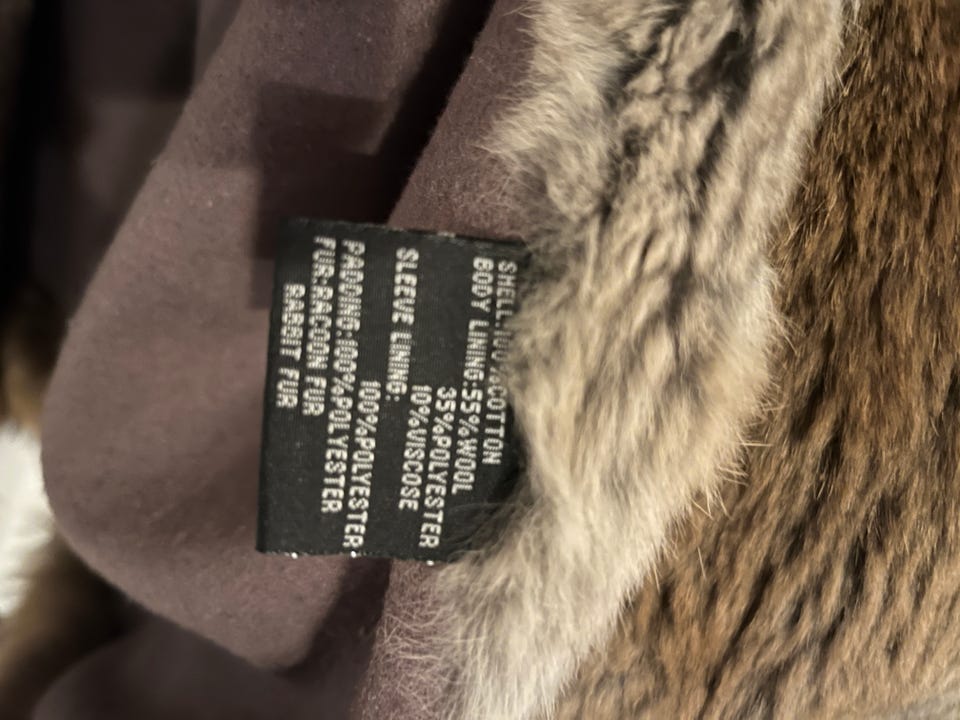 SHELL:100%COTTON
BODY LINING:55%WOOL
35%POLYESTER
10%VISCOSE
SLEEVE LINING:
100%POLYESTER
PADDING:100%POLYESTER
FUR:RACOON FUR
RABBIT FUR